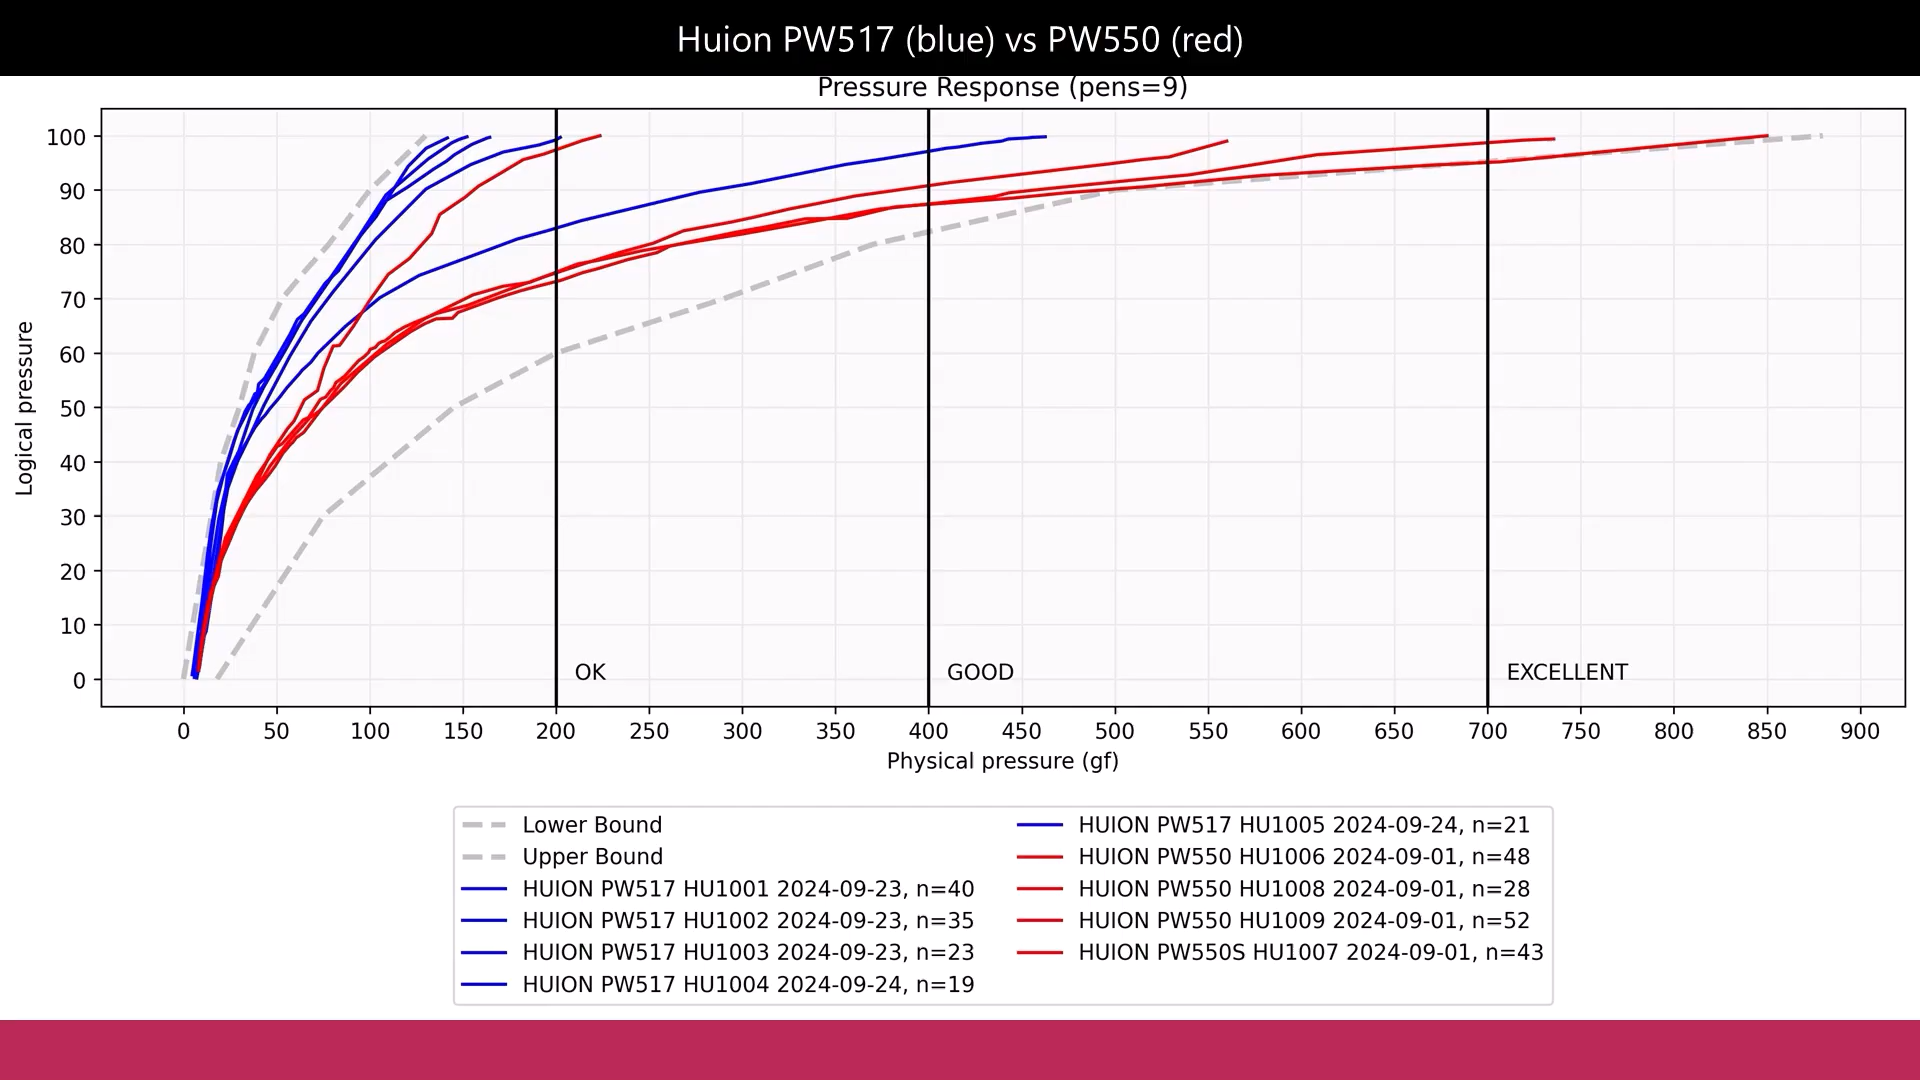 Huion PW517 (blue) vs PW550 (red)
Pressure Response (pens=9)
100
90
80
70
60
50
40
30
20
10
0
Logical pressure
OK
GOOD
EXCELLENT
0 50 100 150 200 250 300 350 400 450 500 550 600 650 700 750 800 850 900
Physical pressure (gf)
Lower Bound
Upper Bound
HUION PW517 HU1001 2024-09-23, n=40
HUION PW517 HU1002 2024-09-23, n=35
HUION PW517 HU1003 2024-09-23, n=23
HUION PW517 HU1004 2024-09-24, n=19
HUION PW517 HU1005 2024-09-24, n=21
HUION PW550 HU1006 2024-09-01, n=48
HUION PW550 HU1008 2024-09-01, n=28
HUION PW550 HU1009 2024-09-01, n=52
HUION PW550S HU1007 2024-09-01, n=43